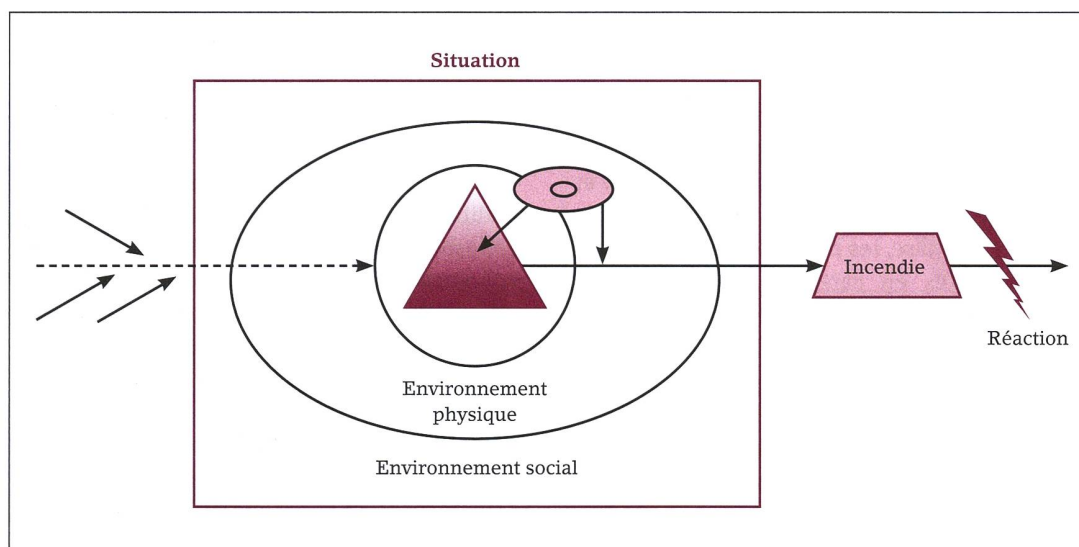 Situation
Incendie
Réaction
Environnement
physique
Environnement social